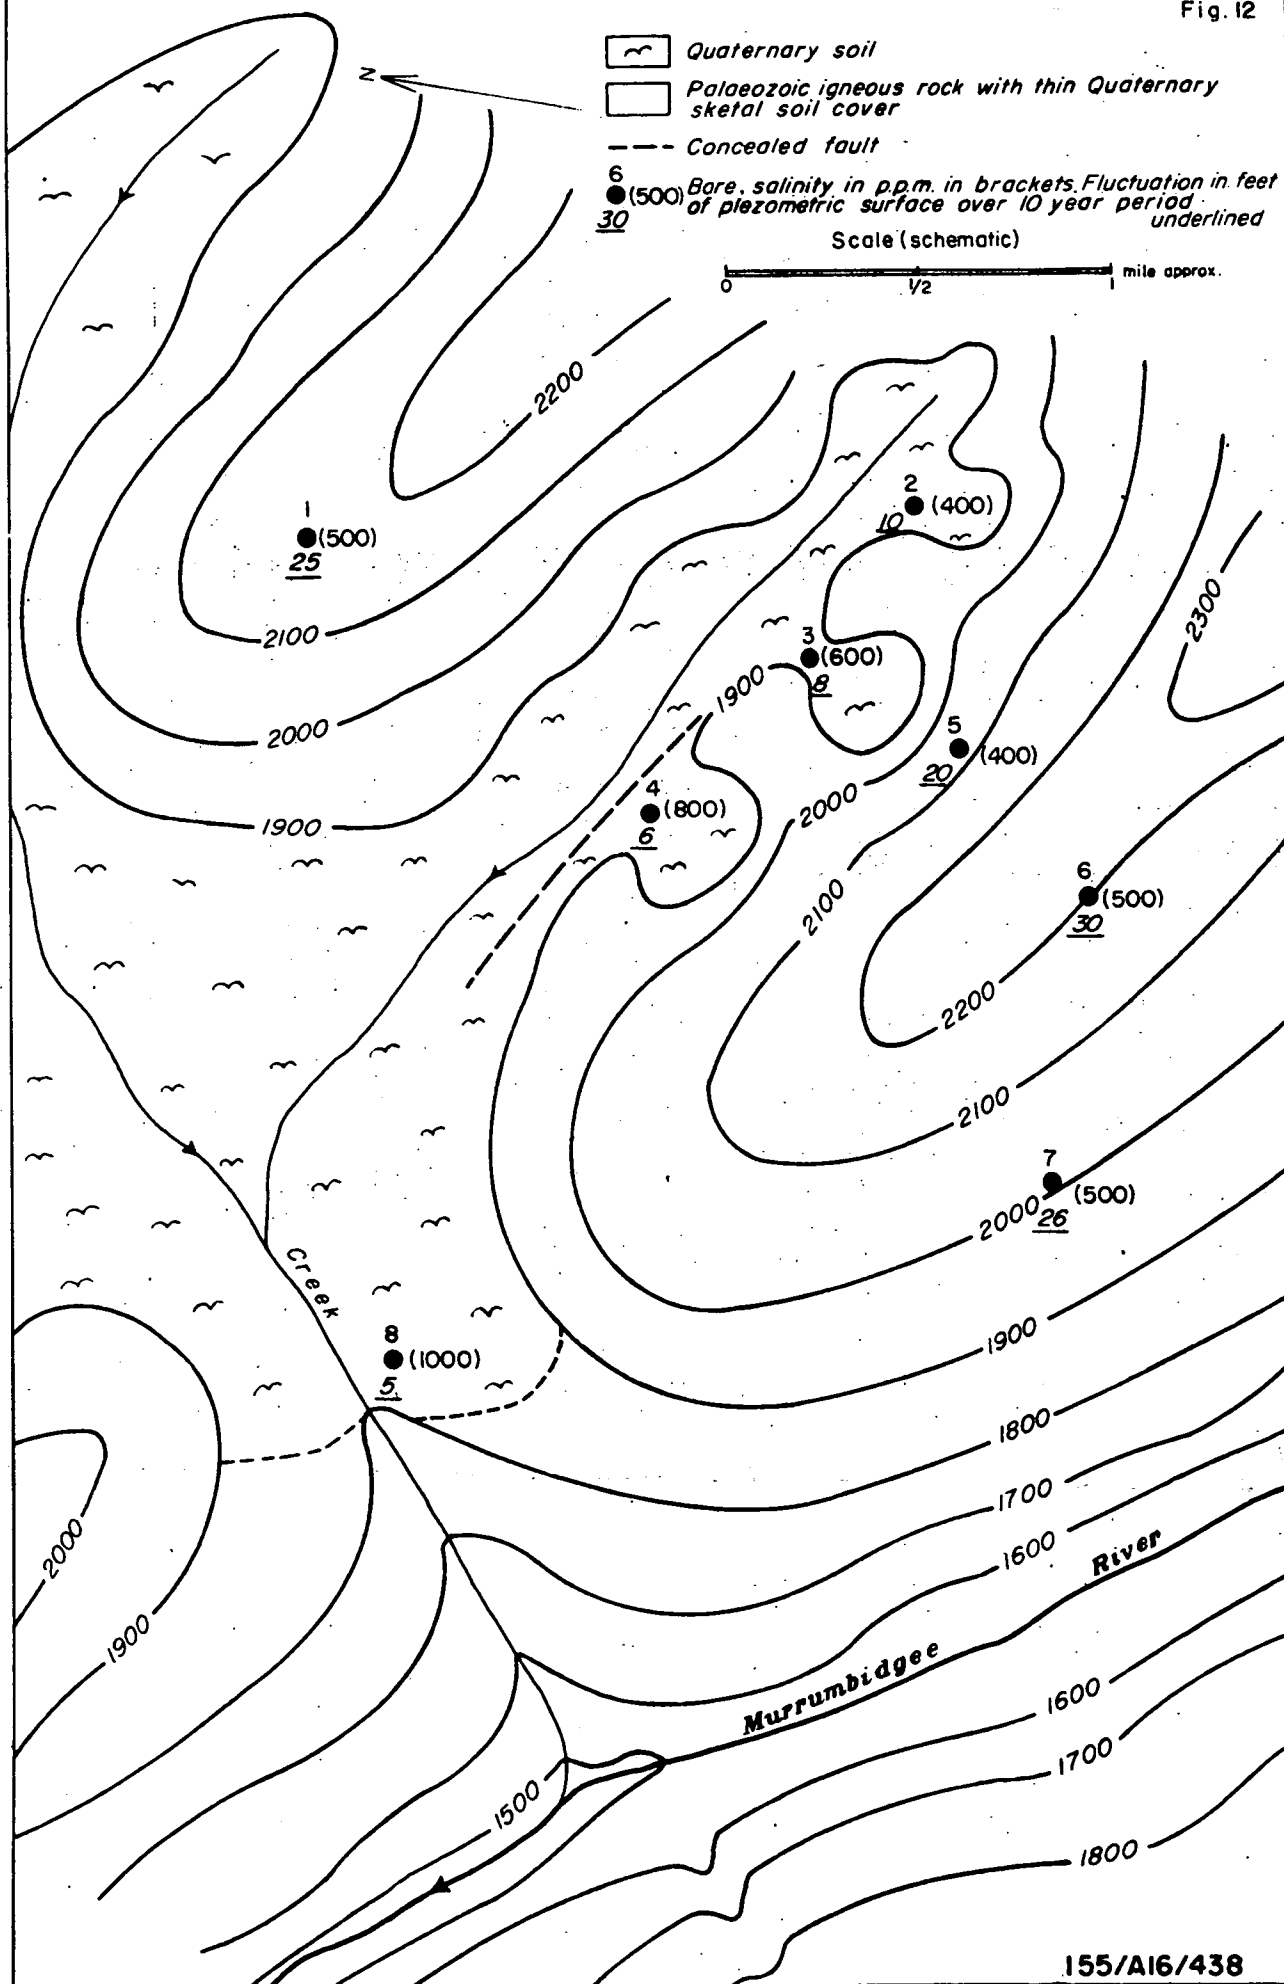 Fig. 12
Quaternary soil
N
Palaeozoic igneous rock with thin Quaternary
sketal soil cover
Concealed fault
6
(500) Bore, salinity in p.p.m. in brackets. Fluctuation in feet
of piezometric surface over 10 year period
30
underlined
Scale (schematic)
mile approx.
0 1/2 1
2200
2
(400)
10
1
(500)
25
2300
2100
3
(600)
8
1900
2000
5
(400)
20
4
(800)
6
2000
1900
6
(500)
30
2100
2200
2100
7
(500)
2000
26
Creek
8
(1000)
5
1900
1800
1700
1600
2000
River
1900
Murrumbidgee
1600
1700
1500
1800
155/A16/438